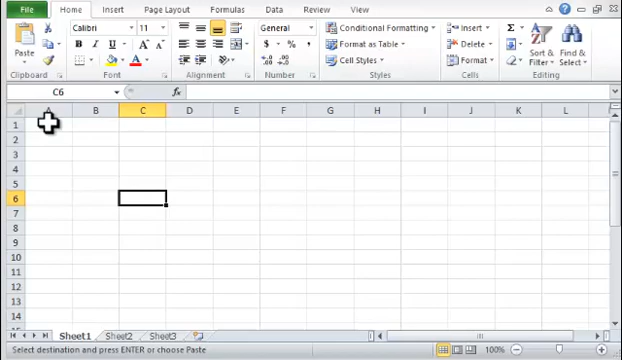 File Home Insert Page Layout Formulas Data Review View
Calibri 11 General Conditional Formatting Insert Σ
Paste B I U A $ % , Format as Table Delete Sort & Find &
Cell Styles Format Filter Select
Clipboard Font Alignment Number Styles Cells Editing
C6 fx
A B C D E F G H I J K L
1
2
3
4
5
6
7
8
9
10
11
12
13
14
15
Sheet1 Sheet2 Sheet3
Select destination and press ENTER or choose Paste 100%